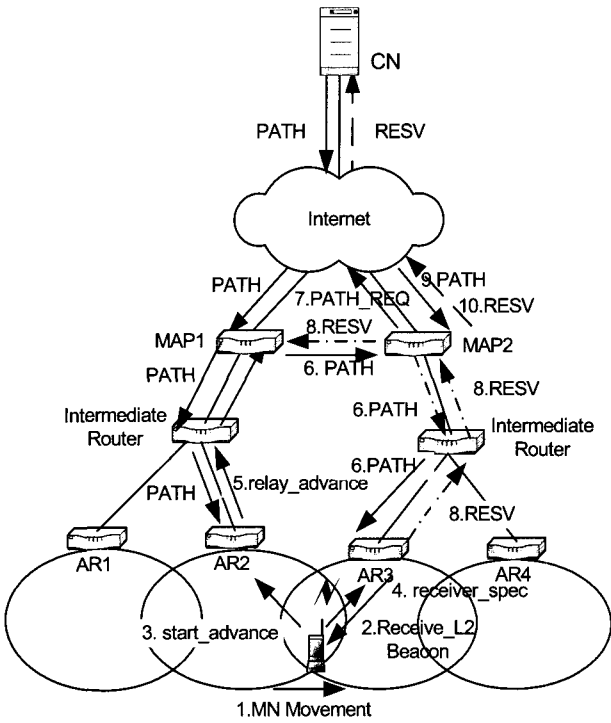 CN
PATH RESV
Internet
PATH 7.PATH_REQ 9.PATH
10.RESV
MAP1 8.RESV MAP2
6. PATH
PATH 8.RESV
6.PATH
Intermediate
Router
Intermediate
Router
6.PATH
PATH 5.relay_advance
8.RESV
AR1 AR2 AR3 AR4
4. receiver_spec
3. start_advance 2.Receive_L2
Beacon
1.MN Movement